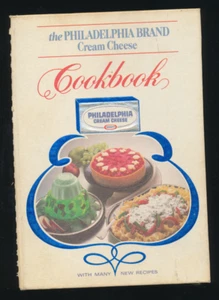 the PHILADELPHIA BRAND
Cream Cheese
Cookbook
PHILADELPHIA
CREAM CHEESE
WITH MANY NEW RECIPES